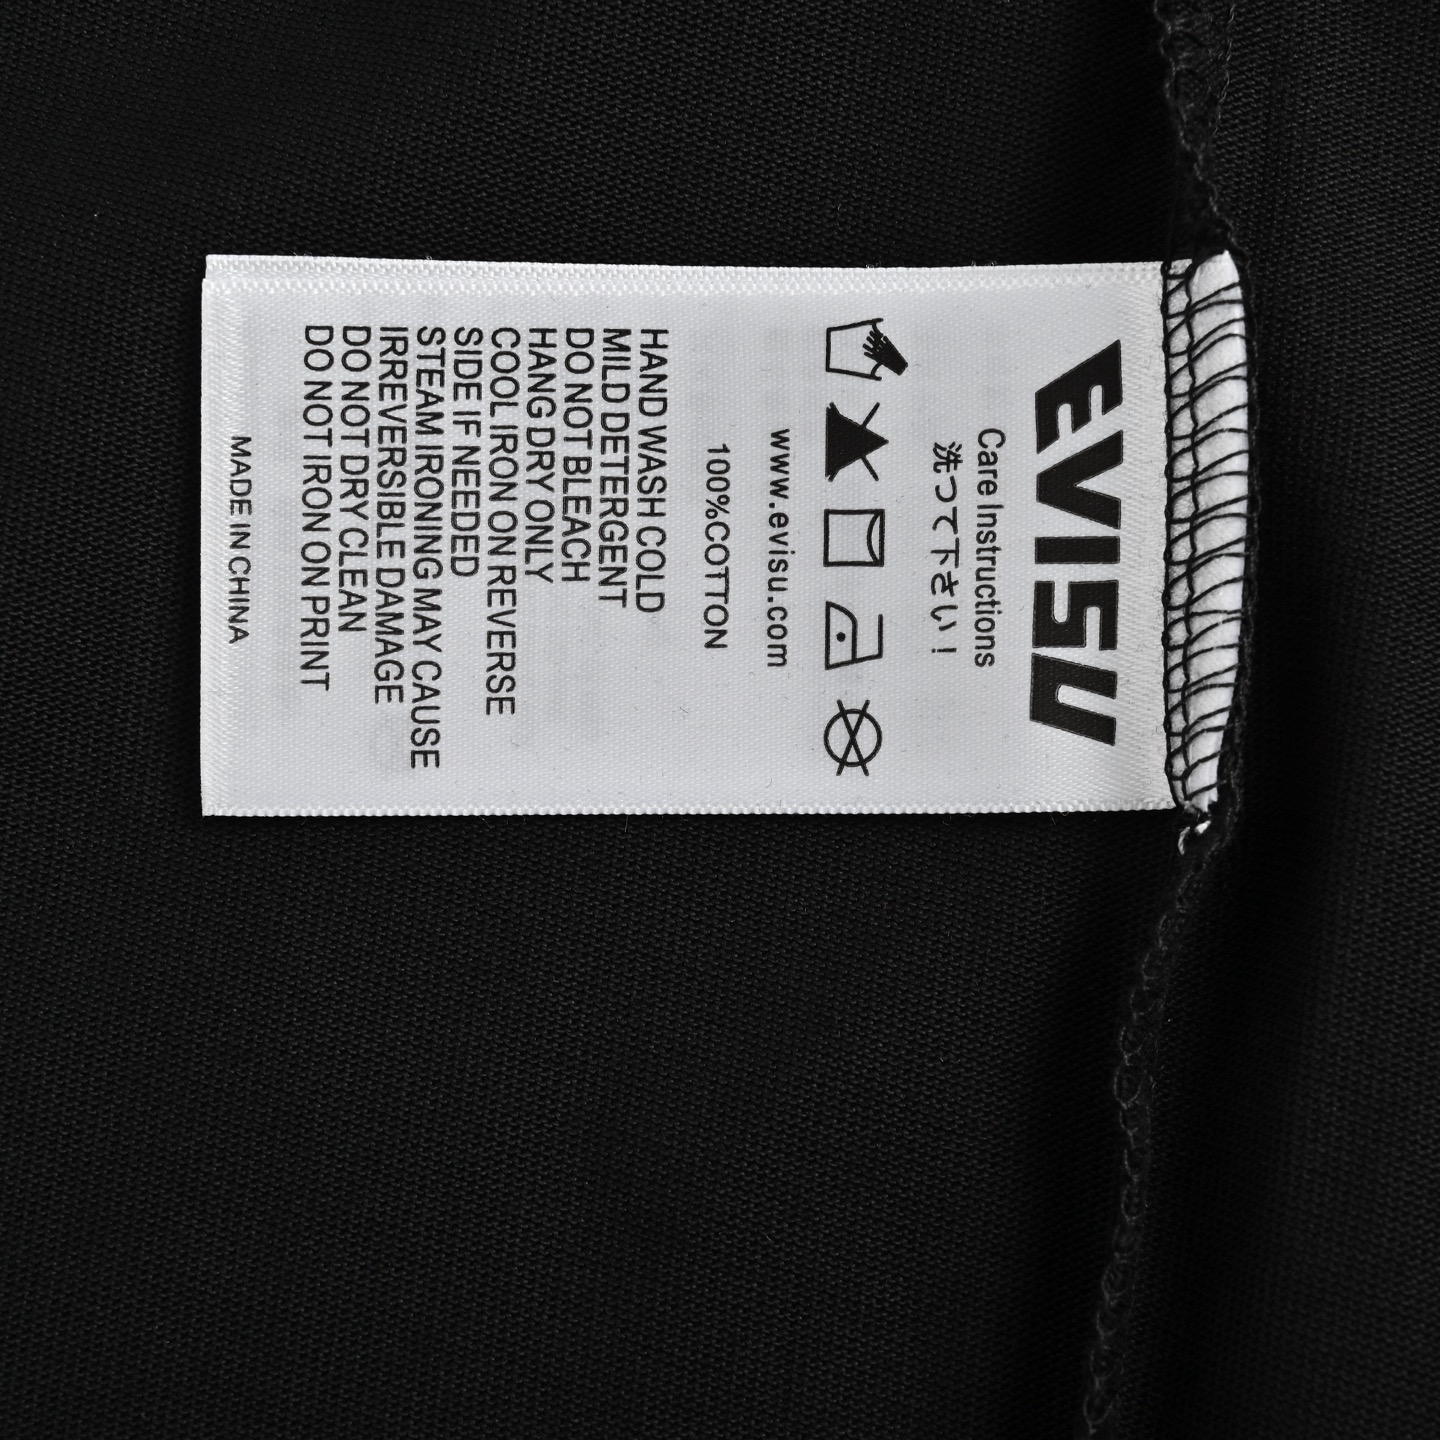 EVISU
Care Instructions
洗って下さい!
www.evisu.com
100%COTTON
HAND WASH COLD
MILD DETERGENT
DO NOT BLEACH
HANG DRY ONLY
COOL IRON ON REVERSE
SIDE IF NEEDED
STEAM IRONING MAY CAUSE
IRREVERSIBLE DAMAGE
DO NOT DRY CLEAN
DO NOT IRON ON PRINT
MADE IN CHINA